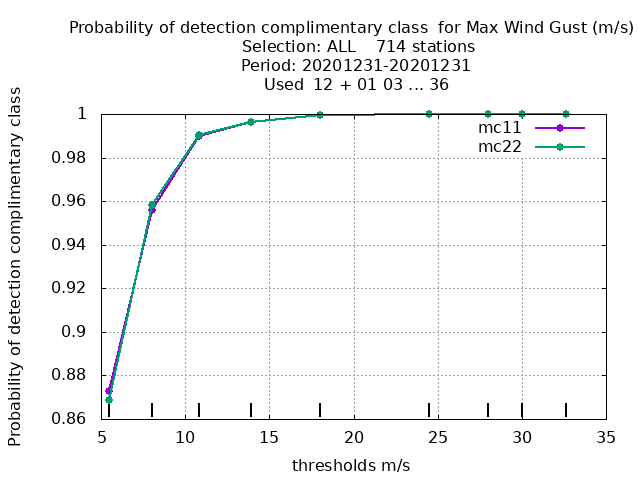 Probability of detection complimentary class for Max Wind Gust (m/s)
Selection: ALL 714 stations
Period: 20201231-20201231
Used 12 + 01 03 ... 36
Probability of detection complimentary class
1
0.98
0.96
0.94
0.92
0.9
0.88
0.86
mc11
mc22
5 10 15 20 25 30 35
thresholds m/s